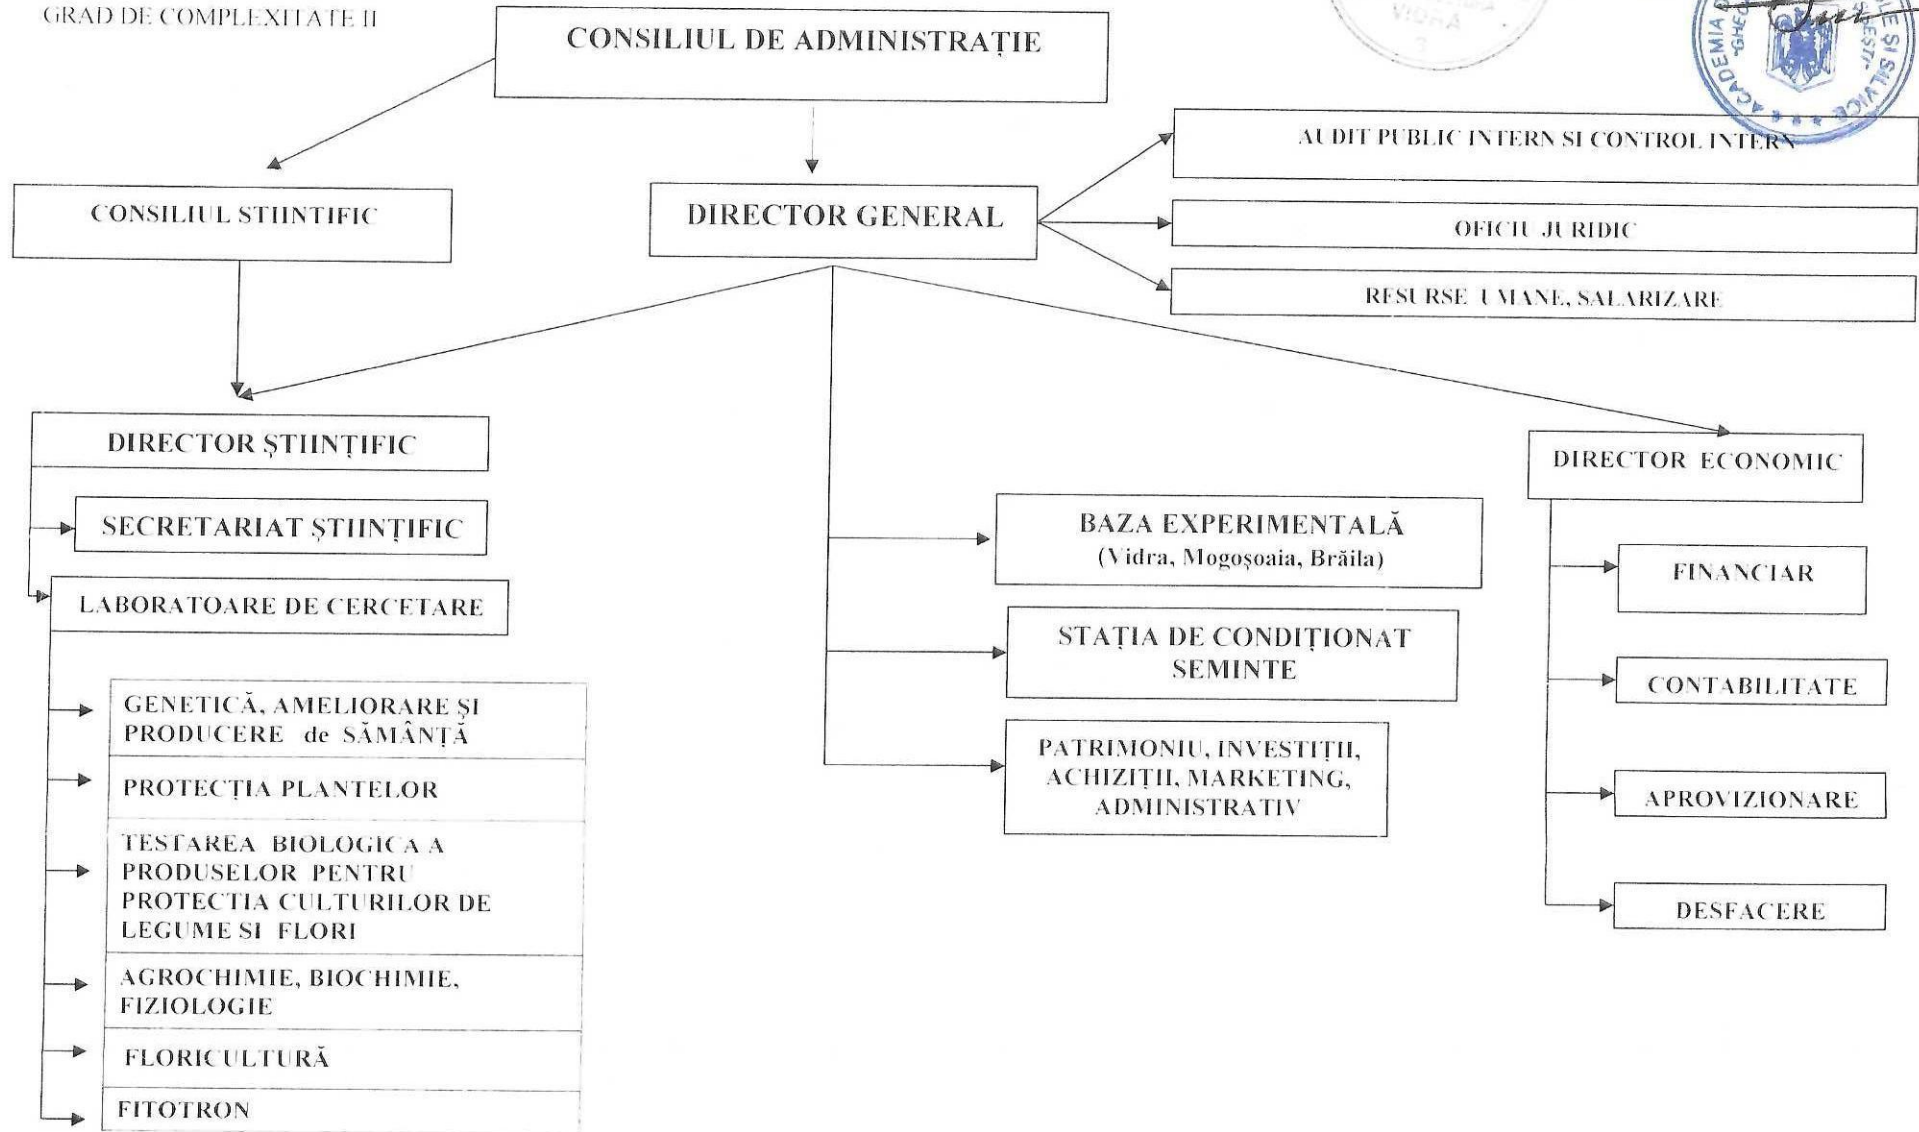 GRAD DE COMPLEXITATE II
CONSILIUL DE ADMINISTRAȚIE
VIDRA
ACADEMIA
ȘI SILVICE
AUDIT PUBLIC INTERN SI CONTROL INTERN
CONSILIUL STIINTIFIC
DIRECTOR GENERAL
OFICIU JURIDIC
RESURSE UMANE, SALARIZARE
DIRECTOR ȘTIINȚIFIC
DIRECTOR ECONOMIC
SECRETARIAT ȘTIINȚIFIC
BAZA EXPERIMENTALĂ
(Vidra, Mogoșoaia, Brăila)
FINANCIAR
LABORATOARE DE CERCETARE
STAȚIA DE CONDIȚIONAT
SEMINTE
CONTABILITATE
GENETICĂ, AMELIORARE ȘI
PRODUCERE de SĂMÂNȚĂ
PATRIMONIU, INVESTIȚII,
ACHIZIȚII, MARKETING,
ADMINISTRATIV
PROTECȚIA PLANTELOR
APROVIZIONARE
TESTAREA BIOLOGICA A
PRODUSELOR PENTRU
PROTECTIA CULTURILOR DE
LEGUME SI FLORI
DESFACERE
AGROCHIMIE, BIOCHIMIE,
FIZIOLOGIE
FLORICULTURĂ
FITOTRON